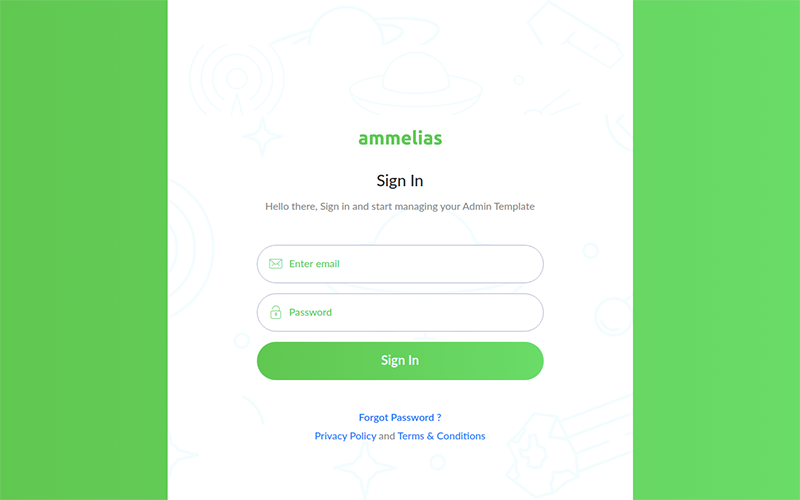 ammelias
Sign In
Hello there, Sign in and start managing your Admin Template
Enter email
Password
Sign In
Forgot Password ?
Privacy Policy and Terms & Conditions